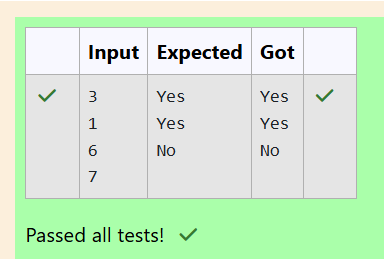 Input Expected Got
3 Yes Yes
1 Yes Yes
6 No No
7
Passed all tests!